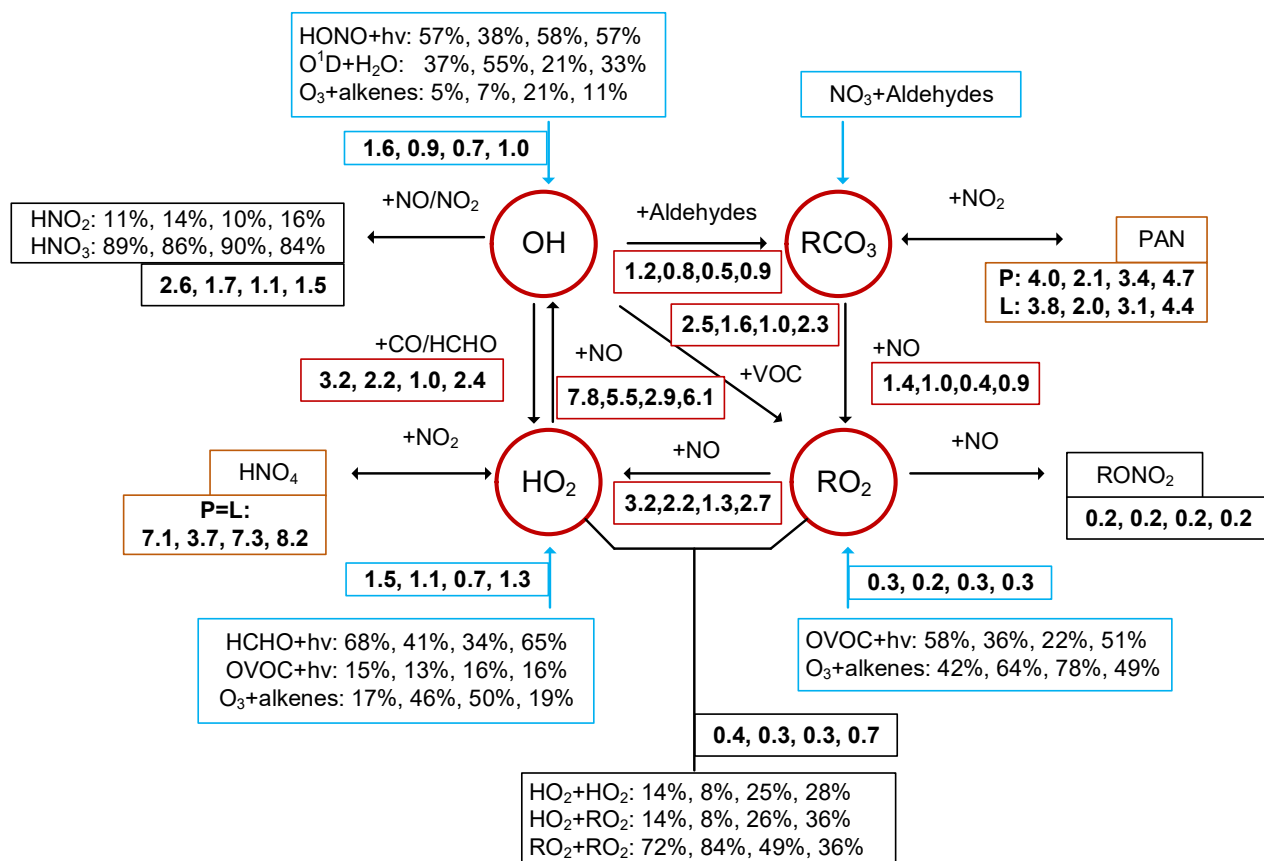 HONO+hv: 57%, 38%, 58%, 57%
O¹D+H₂O: 37%, 55%, 21%, 33%
O₃+alkenes: 5%, 7%, 21%, 11%
NO₃+Aldehydes
1.6, 0.9, 0.7, 1.0
+NO/NO₂
HNO₂: 11%, 14%, 10%, 16%
HNO₃: 89%, 86%, 90%, 84%
2.6, 1.7, 1.1, 1.5
OH
+Aldehydes
1.2,0.8,0.5,0.9
RCO₃
+NO₂
PAN
P: 4.0, 2.1, 3.4, 4.7
L: 3.8, 2.0, 3.1, 4.4
+CO/HCHO
3.2, 2.2, 1.0, 2.4
+NO
7.8,5.5,2.9,6.1
2.5,1.6,1.0,2.3
+VOC
+NO
1.4,1.0,0.4,0.9
+NO₂
HNO₄
P=L:
7.1, 3.7, 7.3, 8.2
HO₂
+NO
3.2,2.2,1.3,2.7
RO₂
+NO
RONO₂
0.2, 0.2, 0.2, 0.2
1.5, 1.1, 0.7, 1.3
HCHO+hv: 68%, 41%, 34%, 65%
OVOC+hv: 15%, 13%, 16%, 16%
O₃+alkenes: 17%, 46%, 50%, 19%
0.3, 0.2, 0.3, 0.3
OVOC+hv: 58%, 36%, 22%, 51%
O₃+alkenes: 42%, 64%, 78%, 49%
0.4, 0.3, 0.3, 0.7
HO₂+HO₂: 14%, 8%, 25%, 28%
HO₂+RO₂: 14%, 8%, 26%, 36%
RO₂+RO₂: 72%, 84%, 49%, 36%